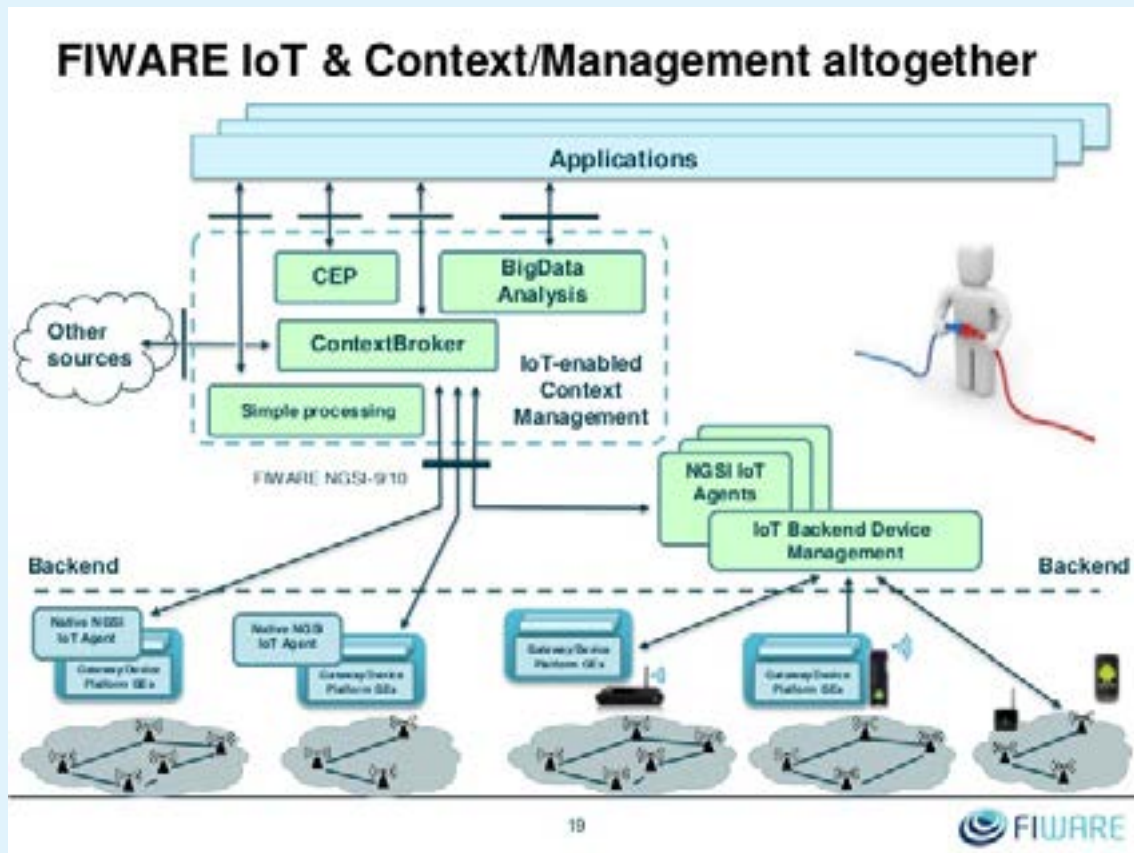 FIWARE IoT & Context/Management altogether
Applications
CEP
BigData
Analysis
Other
sources
ContextBroker
IoT-enabled
Context
Management
Simple processing
FIWARE NGSI-9/10
NGSI IoT
Agents
IoT Backend Device
Management
Backend
Backend
Native NGSI
IoT Agent
Gateway/Device
Platform GEs
Native NGSI
IoT Agent
Gateway/Device
Platform GEs
Gateway/Device
Platform GEs
Gateway/Device
Platform GEs
19
FIWARE